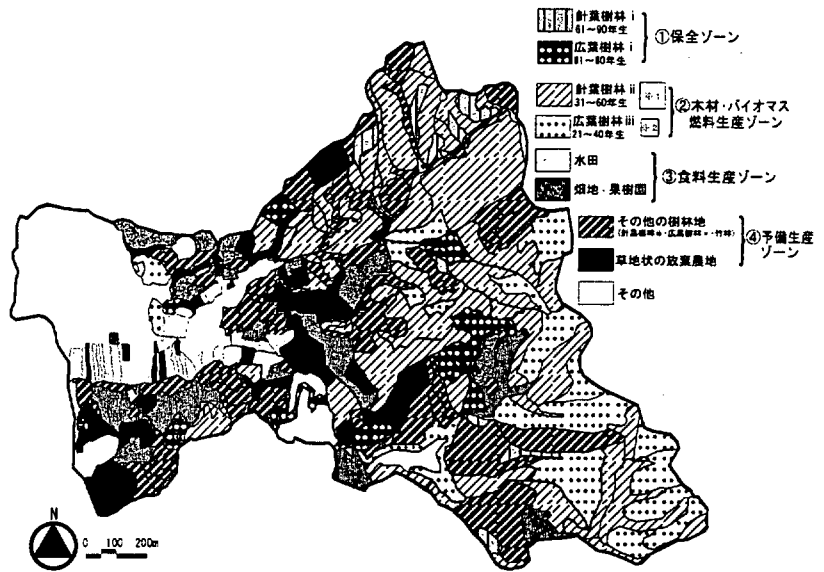 針葉樹林 i
61～90年生
広葉樹林 i
81～90年生
①保全ゾーン
針葉樹林 ii
31～60年生
広葉樹林 iii
21～40年生
②木材・バイオマス
燃料生産ゾーン
水田
畑地・果樹園
③食料生産ゾーン
その他の樹林地
草地状の放棄農地
④予備生産
ゾーン
その他
N
0 100 200m